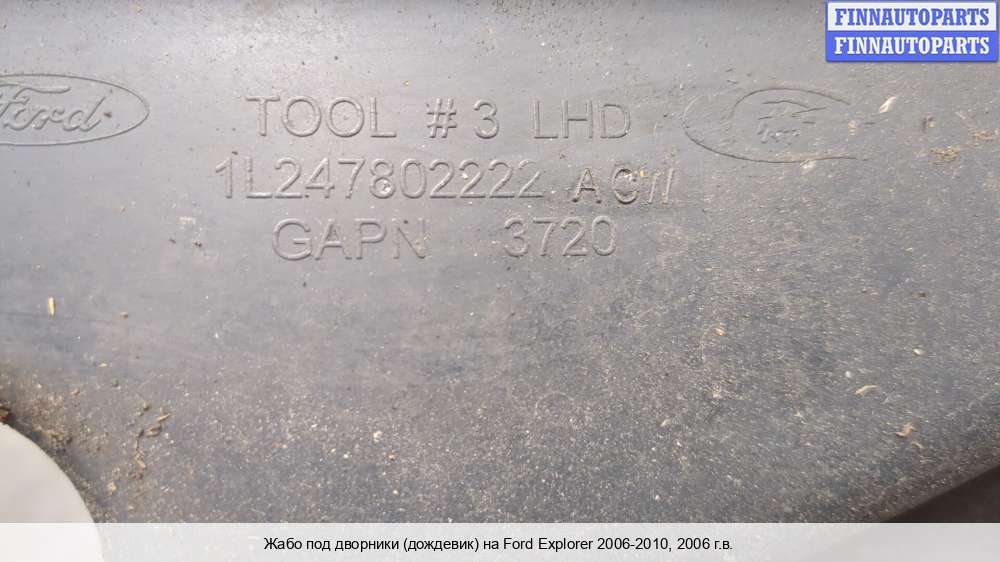 FINNAUTOPARTS
FINNAUTOPARTS
Ford
TOOL #3 LHD
1L247802222
GAPN 3720
Жабо под дворники (дождевик) на Ford Explorer 2006-2010, 2006 г.в.